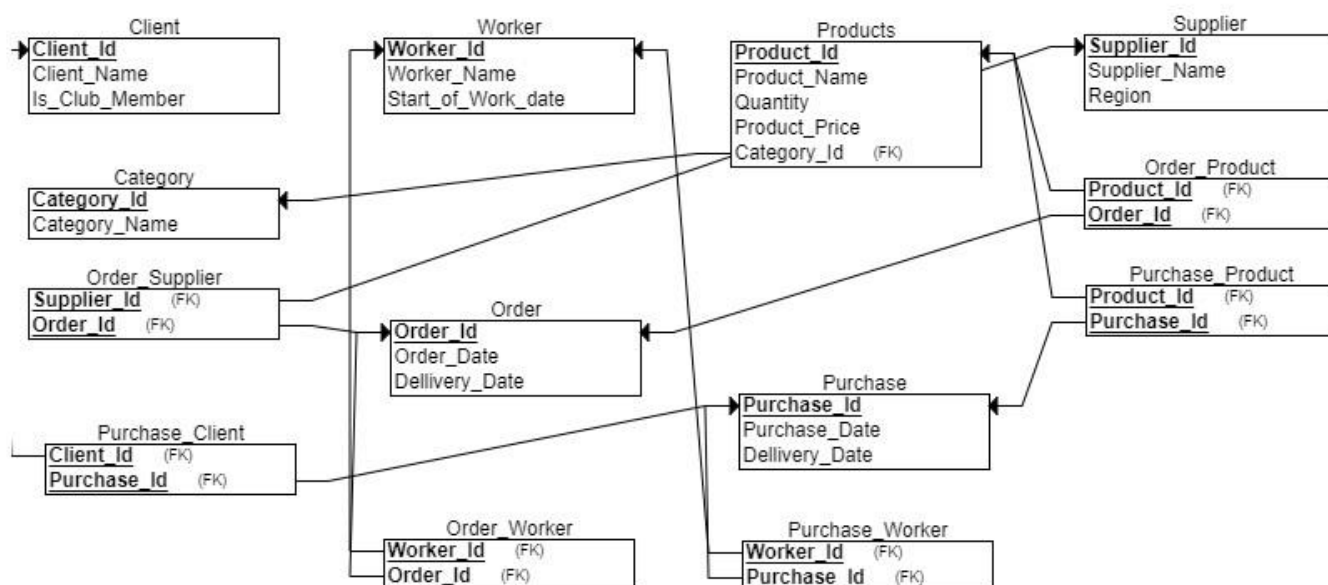 Client
Client_Id
Client_Name
Is_Club_Member
Worker
Worker_Id
Worker_Name
Start_of_Work_date
Products
Product_Id
Product_Name
Quantity
Product_Price
Category_Id (FK)
Supplier
Supplier_Id
Supplier_Name
Region
Category
Category_Id
Category_Name
Order_Product
Product_Id (FK)
Order_Id (FK)
Order_Supplier
Supplier_Id (FK)
Order_Id (FK)
Order
Order_Id
Order_Date
Dellivery_Date
Purchase_Product
Product_Id (FK)
Purchase_Id (FK)
Purchase
Purchase_Id
Purchase_Date
Dellivery_Date
Purchase_Client
Client_Id (FK)
Purchase_Id (FK)
Order_Worker
Worker_Id (FK)
Order_Id (FK)
Purchase_Worker
Worker_Id (FK)
Purchase_Id (FK)